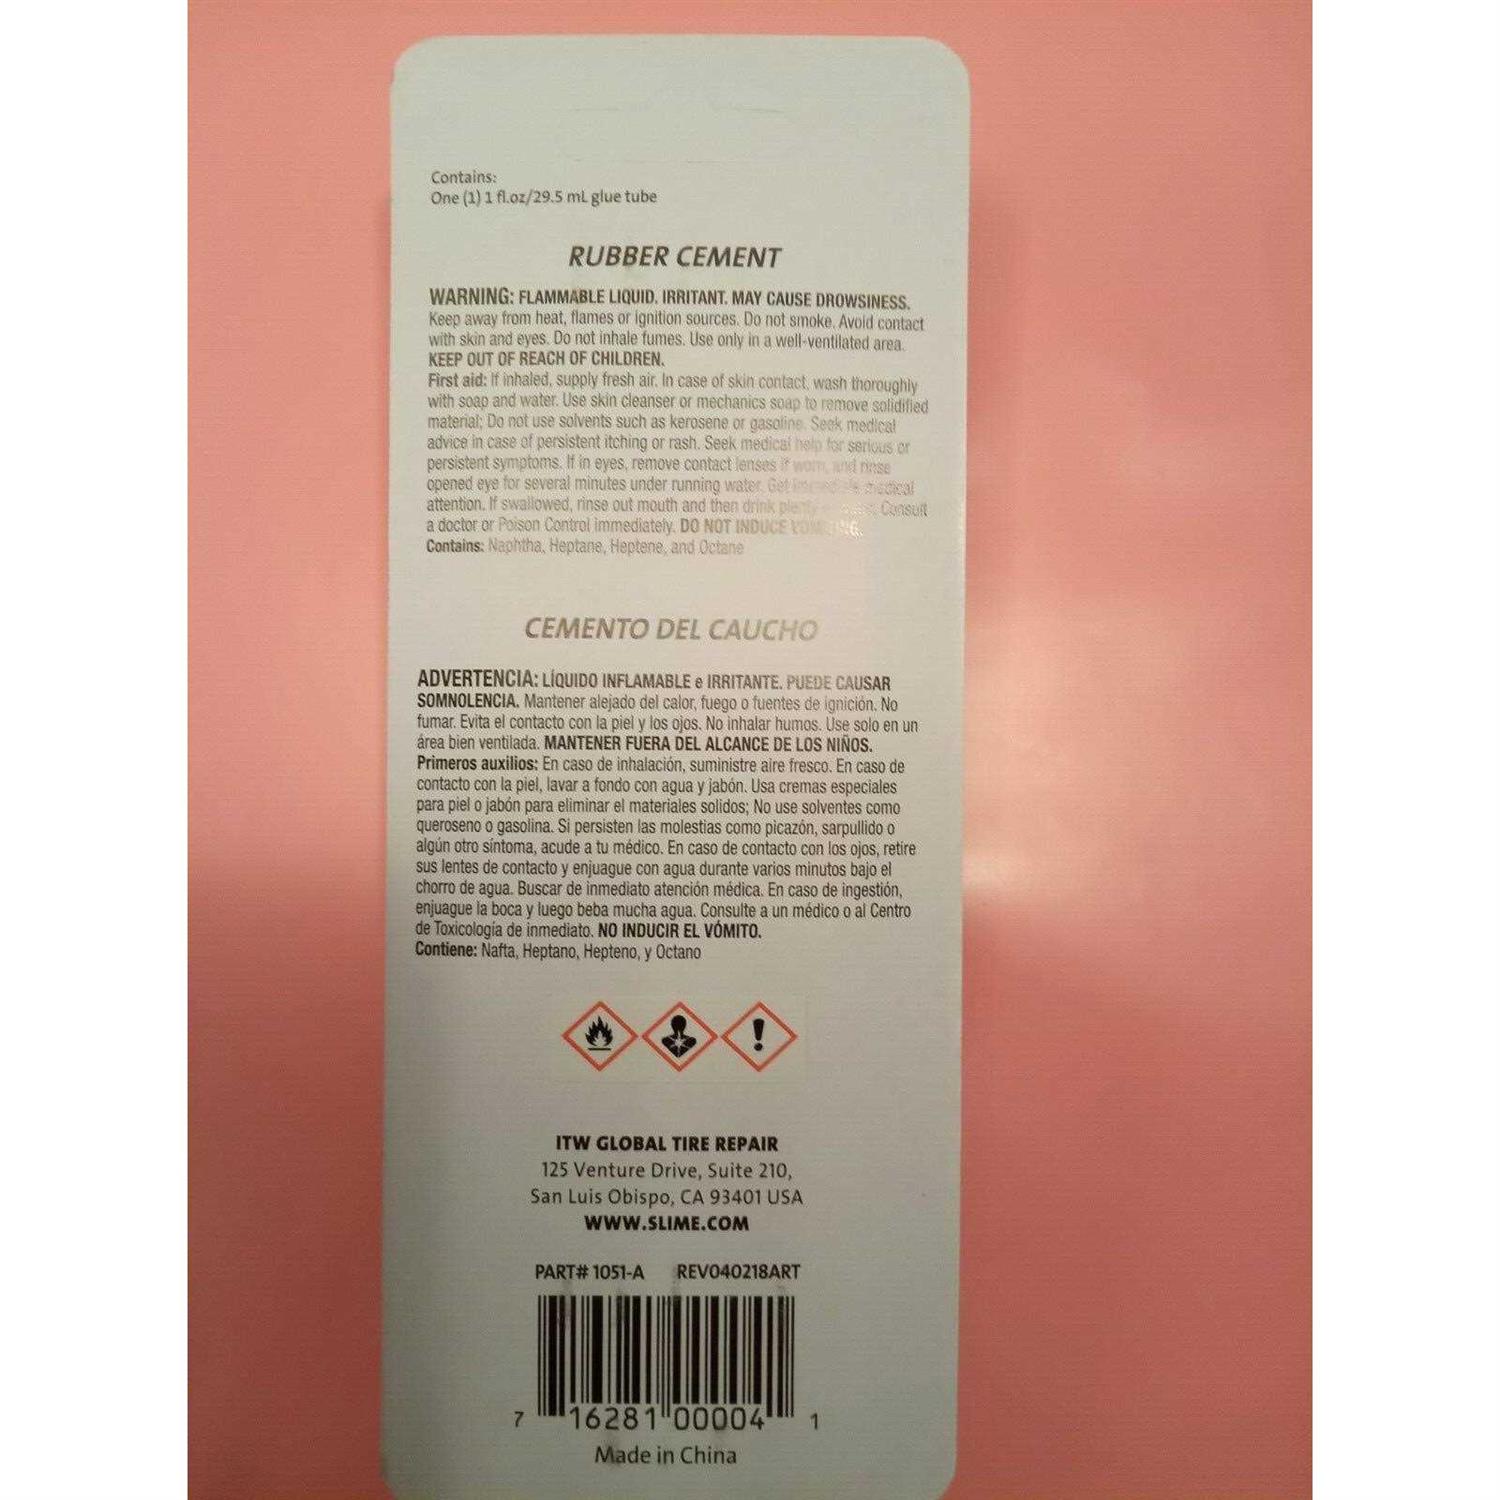 Contains:
One (1) 1 fl.oz/29.5 mL glue tube
RUBBER CEMENT
WARNING: FLAMMABLE LIQUID. IRRITANT. MAY CAUSE DROWSINESS.
Keep away from heat, flames or ignition sources. Do not smoke. Avoid contact
with skin and eyes. Do not inhale fumes. Use only in a well-ventilated area.
KEEP OUT OF REACH OF CHILDREN.
First aid: If inhaled, supply fresh air. In case of skin contact, wash thoroughly
with soap and water. Use skin cleanser or mechanics soap to remove solidified
material; Do not use solvents such as kerosene or gasoline. Seek medical
advice in case of persistent itching or rash. Seek medical help for serious or
persistent symptoms. If in eyes, remove contact lenses if worn, and rinse
opened eye for several minutes under running water. Get immediate medical
attention. If swallowed, rinse out mouth and then drink plenty Consult
a doctor or Poison Control immediately. DO NOT INDUCE VOMITING.
Contains: Naphtha, Heptane, Heptene, and Octane
CEMENTO DEL CAUCHO
ADVERTENCIA: LÍQUIDO INFLAMABLE e IRRITANTE. PUEDE CAUSAR
SOMNOLENCIA. Mantener alejado del calor, fuego o fuentes de ignición. No
fumar. Evita el contacto con la piel y los ojos. No inhalar humos. Use solo en un
área bien ventilada. MANTENER FUERA DEL ALCANCE DE LOS NIÑOS.
Primeros auxilios: En caso de inhalación, suministre aire fresco. En caso de
contacto con la piel, lavar a fondo con agua y jabón. Usa cremas especiales
para piel o jabón para eliminar el materiales solidos; No use solventes como
queroseno o gasolina. Si persisten las molestias como picazón, sarpullido o
algún otro síntoma, acude a tu médico. En caso de contacto con los ojos, retire
sus lentes de contacto y enjuague con agua durante varios minutos bajo el
chorro de agua. Buscar de inmediato atención médica. En caso de ingestión,
enjuague la boca y luego beba mucha agua. Consulte a un médico o al Centro
de Toxicología de inmediato. NO INDUCIR EL VÓMITO.
Contiene: Nafta, Heptano, Hepteno, y Octano
ITW GLOBAL TIRE REPAIR
125 Venture Drive, Suite 210,
San Luis Obispo, CA 93401 USA
WWW.SLIME.COM
PART# 1051-A REV040218ART
7 16281 00004 1
Made in China